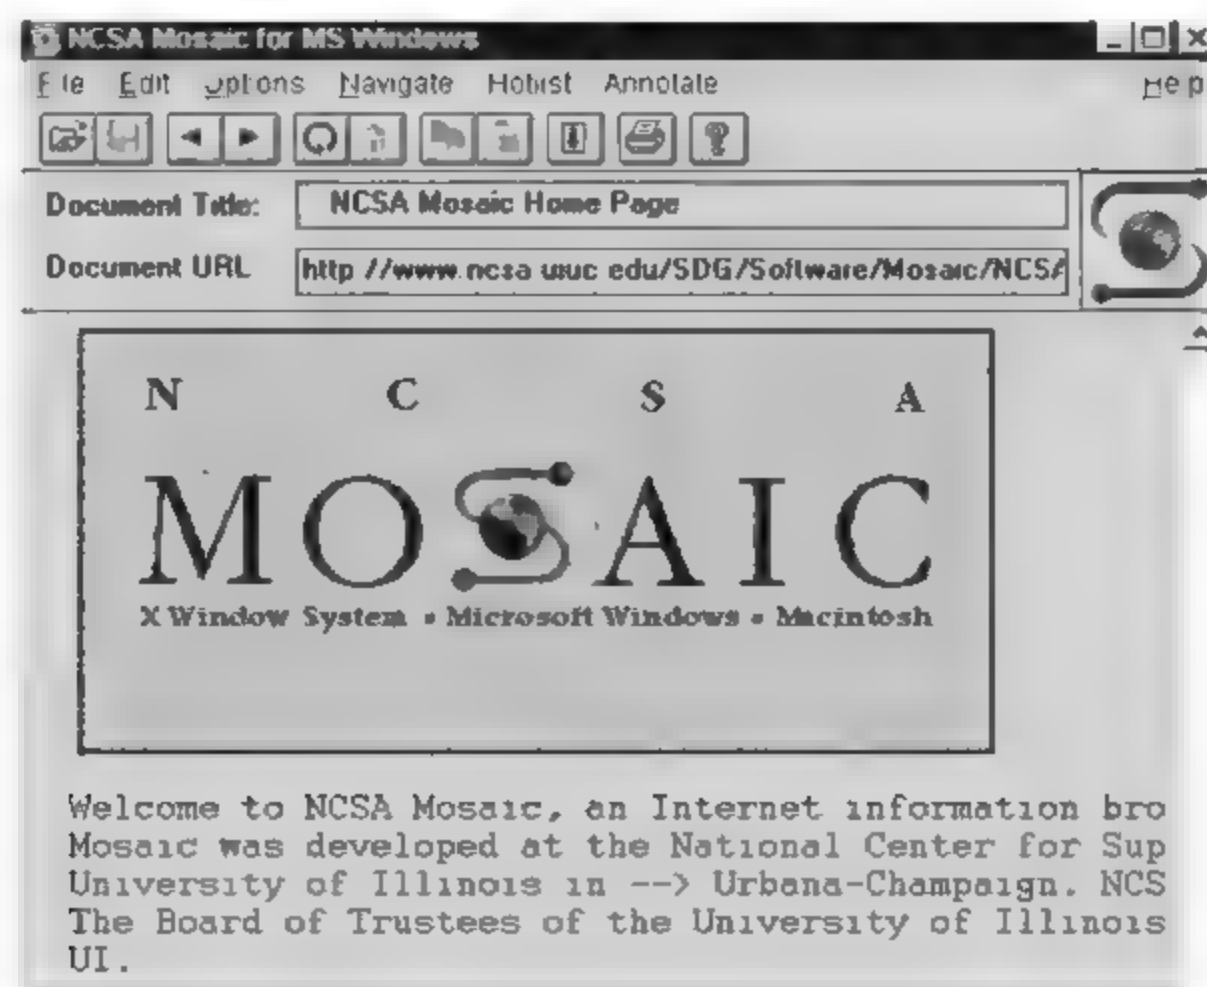 NCSA Mosaic for MS Windows
File Edit Options Navigate Hotlist Annotate Help
Document Title: NCSA Mosaic Home Page
Document URL http //www.ncsa uiuc edu/SDG/Software/Mosaic/NCSA
N C S A
MOSAIC
X Window System • Microsoft Windows • Macintosh
Welcome to NCSA Mosaic, an Internet information bro
Mosaic was developed at the National Center for Sup
University of Illinois in --> Urbana-Champaign. NCS
The Board of Trustees of the University of Illinois
UI.